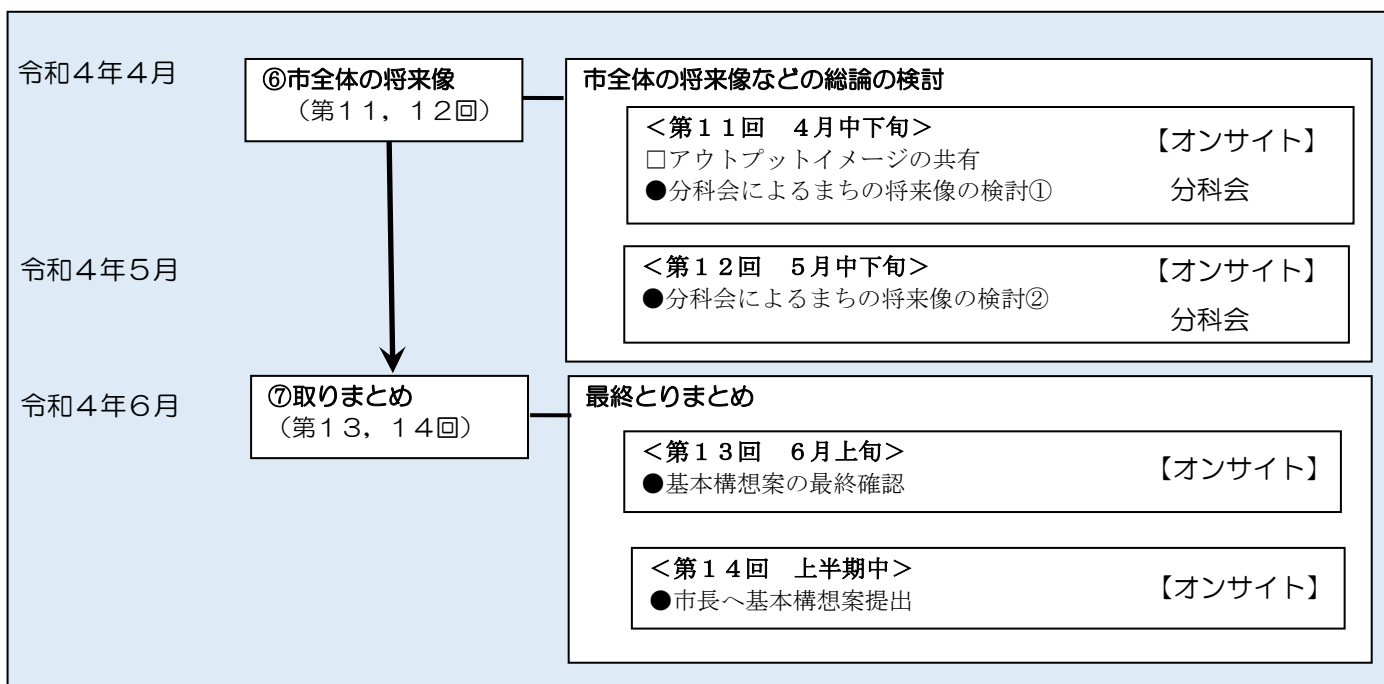 令和4年4月
⑥市全体の将来像
(第11,12回)
市全体の将来像などの総論の検討
<第11回 4月中下旬>
【オンサイト】
□アウトプットイメージの共有
●分科会によるまちの将来像の検討①
分科会
令和4年5月
<第12回 5月中下旬>
【オンサイト】
●分科会によるまちの将来像の検討②
分科会
令和4年6月
⑦取りまとめ
(第13,14回)
最終とりまとめ
<第13回 6月上旬>
【オンサイト】
●基本構想案の最終確認
<第14回 上半期中>
【オンサイト】
●市長へ基本構想案提出